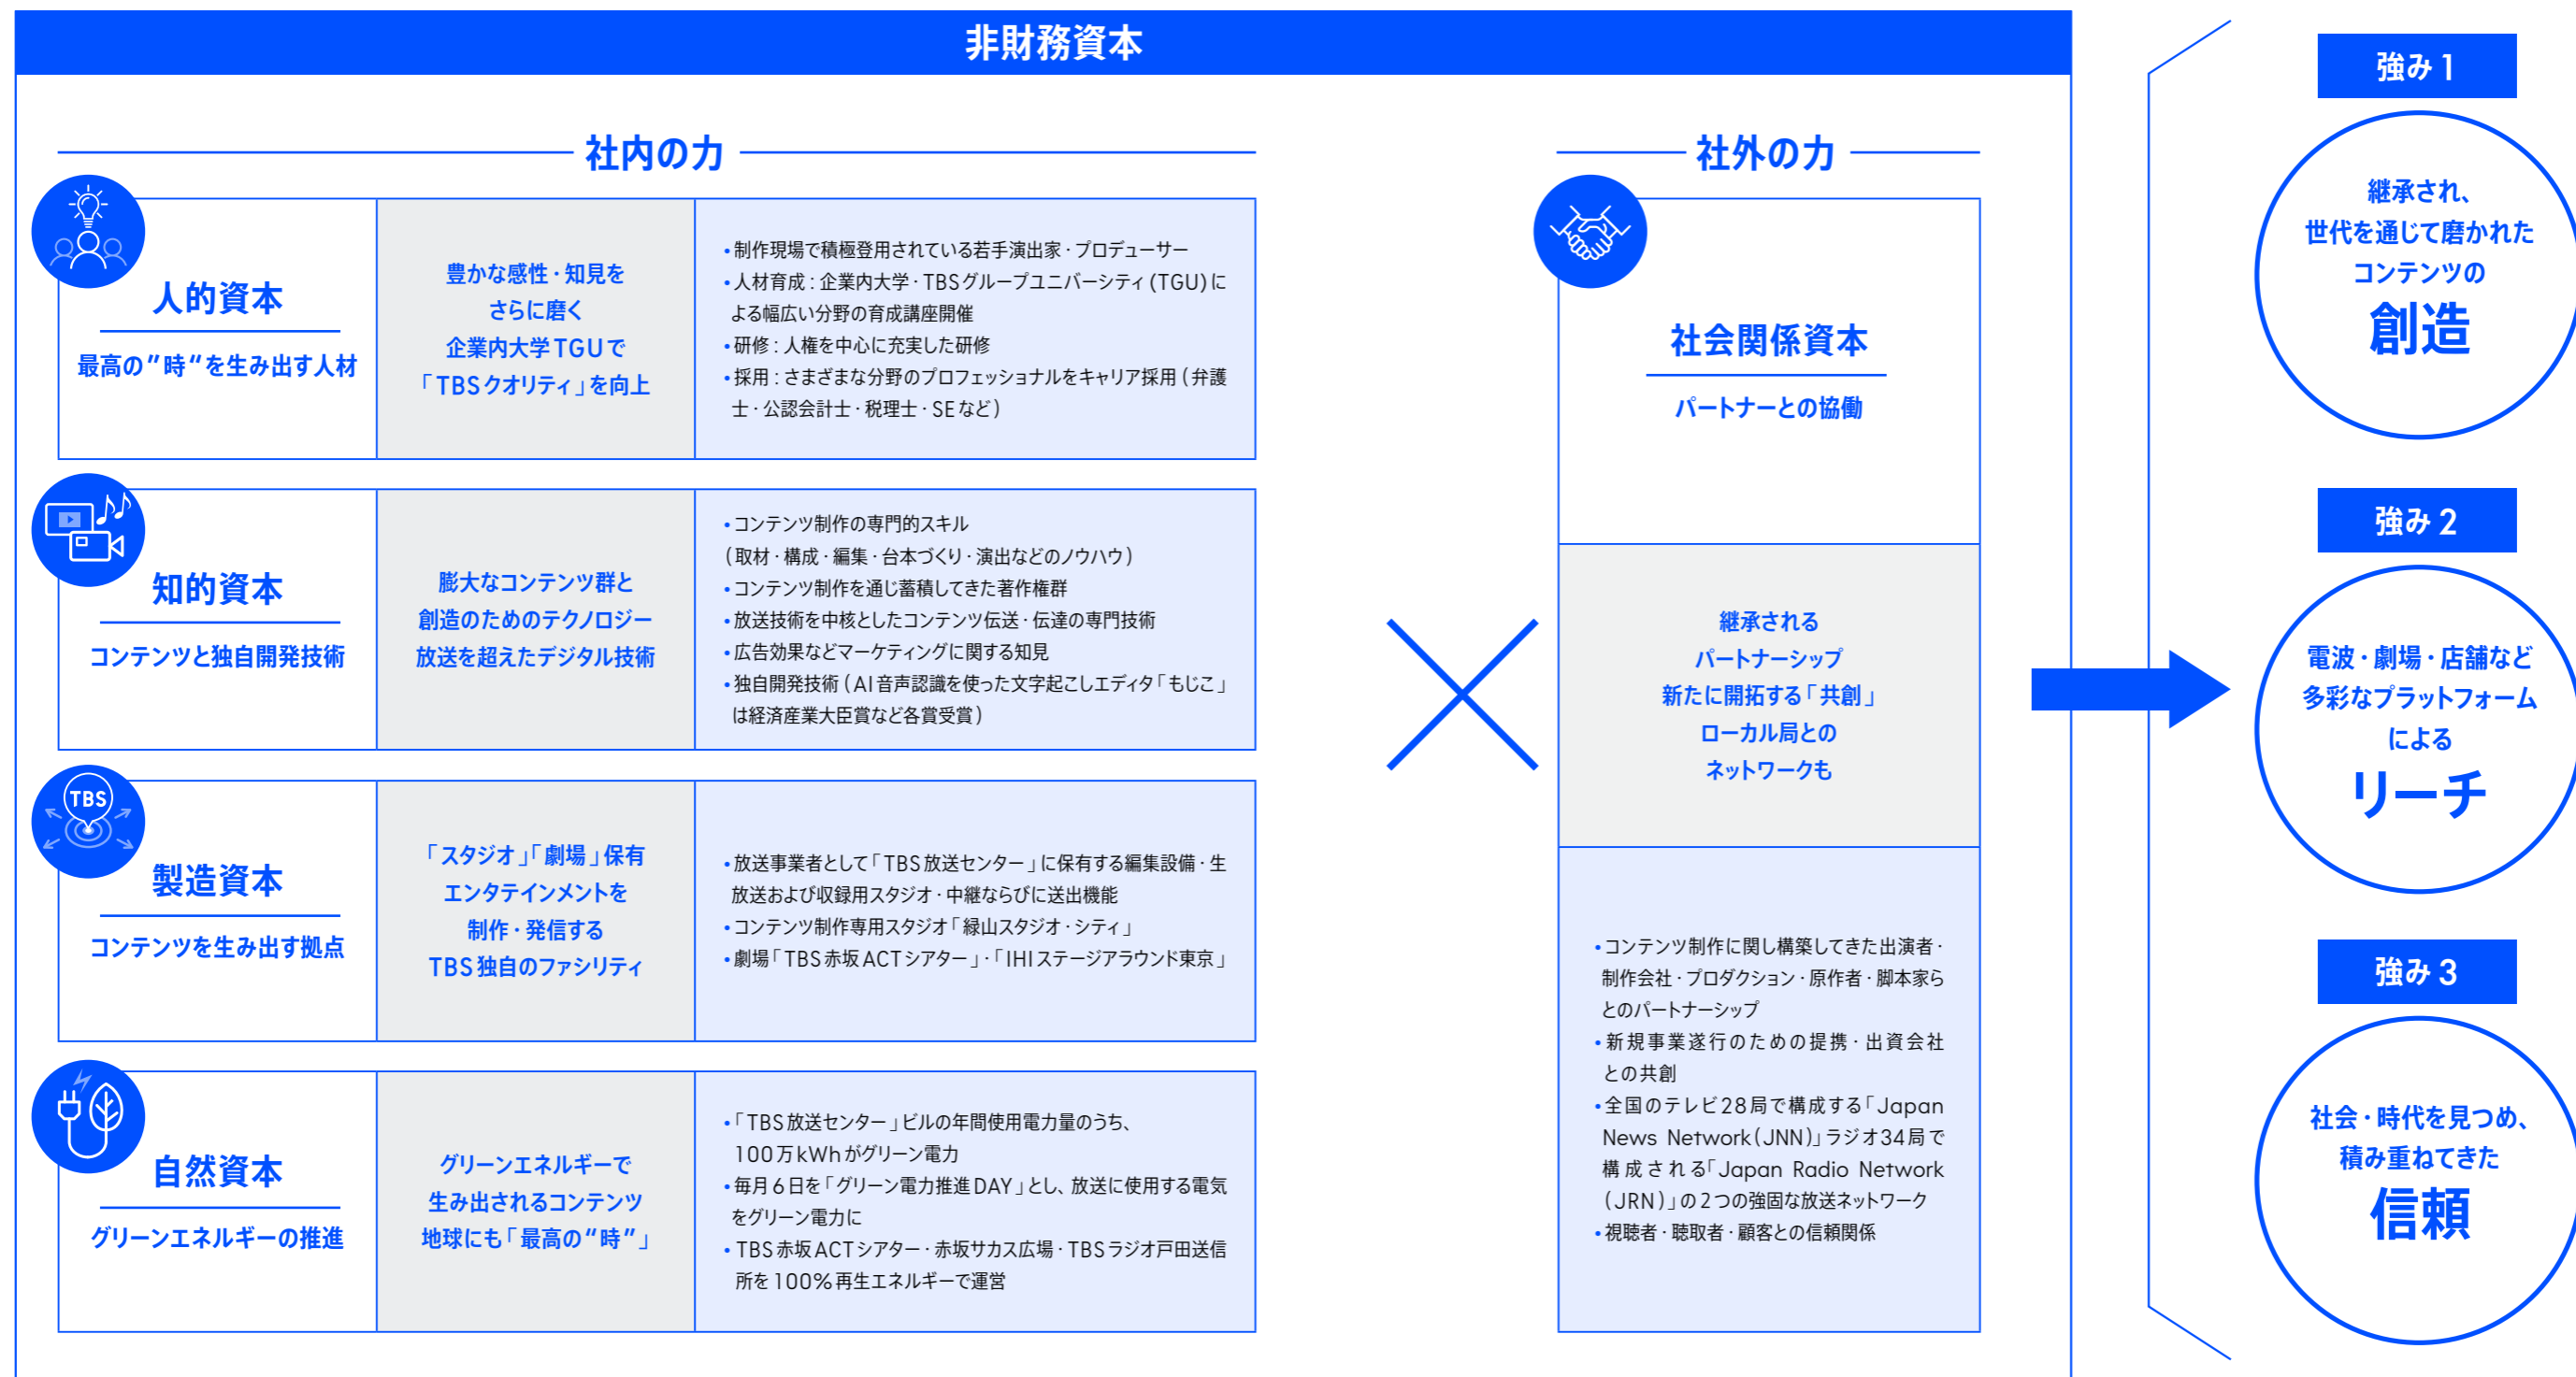 非財務資本
社内の力
人的資本
最高の”時“を生み出す人材
豊かな感性・知見を
さらに磨く
企業内大学TGUで
「TBSクオリティ」を向上
•制作現場で積極登用されている若手演出家・プロデューサー
•人材育成：企業内大学・TBSグループユニバーシティ(TGU)に
よる幅広い分野の育成講座開催
•研修：人権を中心に充実した研修
•採用：さまざまな分野のプロフェッショナルをキャリア採用（弁護
士・公認会計士・税理士・SEなど）
知的資本
コンテンツと独自開発技術
膨大なコンテンツ群と
創造のためのテクノロジー
放送を超えたデジタル技術
•コンテンツ制作の専門的スキル
（取材・構成・編集・台本づくり・演出などのノウハウ）
•コンテンツ制作を通じ蓄積してきた著作権群
•放送技術を中核としたコンテンツ伝送・伝達の専門技術
•広告効果などマーケティングに関する知見
•独自開発技術（AI音声認識を使った文字起こしエディタ「もじこ」
は経済産業大臣賞など各賞受賞）
TBS
製造資本
コンテンツを生み出す拠点
「スタジオ」「劇場」保有
エンタテインメントを
制作・発信する
TBS独自のファシリティ
•放送事業者として「TBS放送センター」に保有する編集設備・生
放送および収録用スタジオ・中継ならびに送出機能
•コンテンツ制作専用スタジオ「緑山スタジオ・シティ」
•劇場「TBS赤坂ACTシアター」・「IHIステージアラウンド東京」
自然資本
グリーンエネルギーの推進
グリーンエネルギーで
生み出されるコンテンツ
地球にも「最高の“時”」
•「TBS放送センター」ビルの年間使用電力量のうち、
100万kWhがグリーン電力
•毎月6日を「グリーン電力推進DAY」とし、放送に使用する電気
をグリーン電力に
•TBS赤坂ACTシアター・赤坂サカス広場・TBSラジオ戸田送信
所を100%再生エネルギーで運営
社外の力
社会関係資本
パートナーとの協働
継承される
パートナーシップ
新たに開拓する「共創」
ローカル局との
ネットワークも
•コンテンツ制作に関し構築してきた出演者・
制作会社・プロダクション・原作者・脚本家ら
とのパートナーシップ
•新規事業遂行のための提携・出資会社
との共創
•全国のテレビ28局で構成する「Japan
News Network(JNN)」ラジオ34局で
構成される「Japan Radio Network
(JRN)」の2つの強固な放送ネットワーク
•視聴者・聴取者・顧客との信頼関係
強み1
継承され、
世代を通じて磨かれた
コンテンツの
創造
強み2
電波・劇場・店舗など
多彩なプラットフォーム
による
リーチ
強み3
社会・時代を見つめ、
積み重ねてきた
信頼